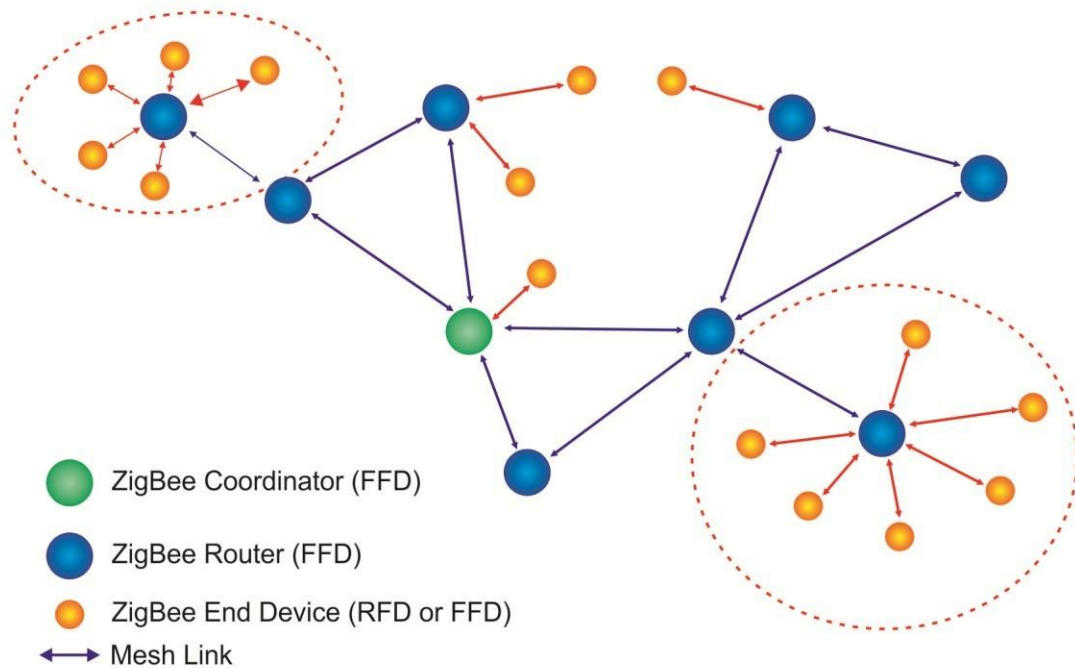 ZigBee Coordinator (FFD)
ZigBee Router (FFD)
ZigBee End Device (RFD or FFD)
Mesh Link